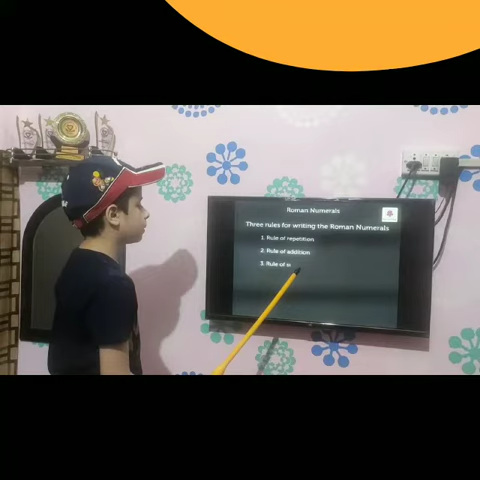 Roman Numerals
Three rules for writing the Roman Numerals
1. Rule of repetition
2. Rule of addition
3. Rule of